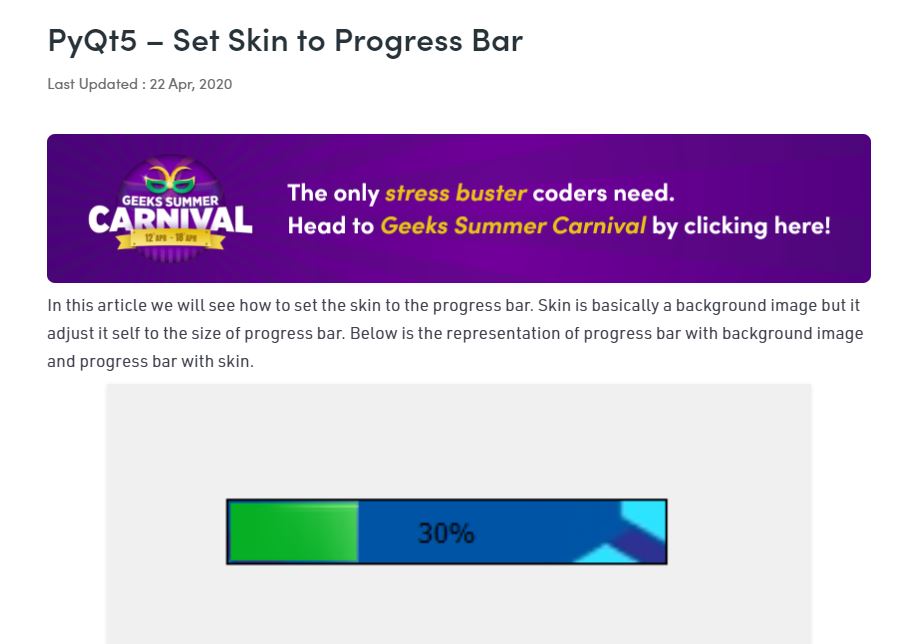 PyQt5 – Set Skin to Progress Bar
Last Updated : 22 Apr, 2020
GEEKS SUMMER
CARNIVAL
12 APR - 18 APR
The only stress buster coders need.
Head to Geeks Summer Carnival by clicking here!
In this article we will see how to set the skin to the progress bar. Skin is basically a background image but it
adjust it self to the size of progress bar. Below is the representation of progress bar with background image
and progress bar with skin.
30%